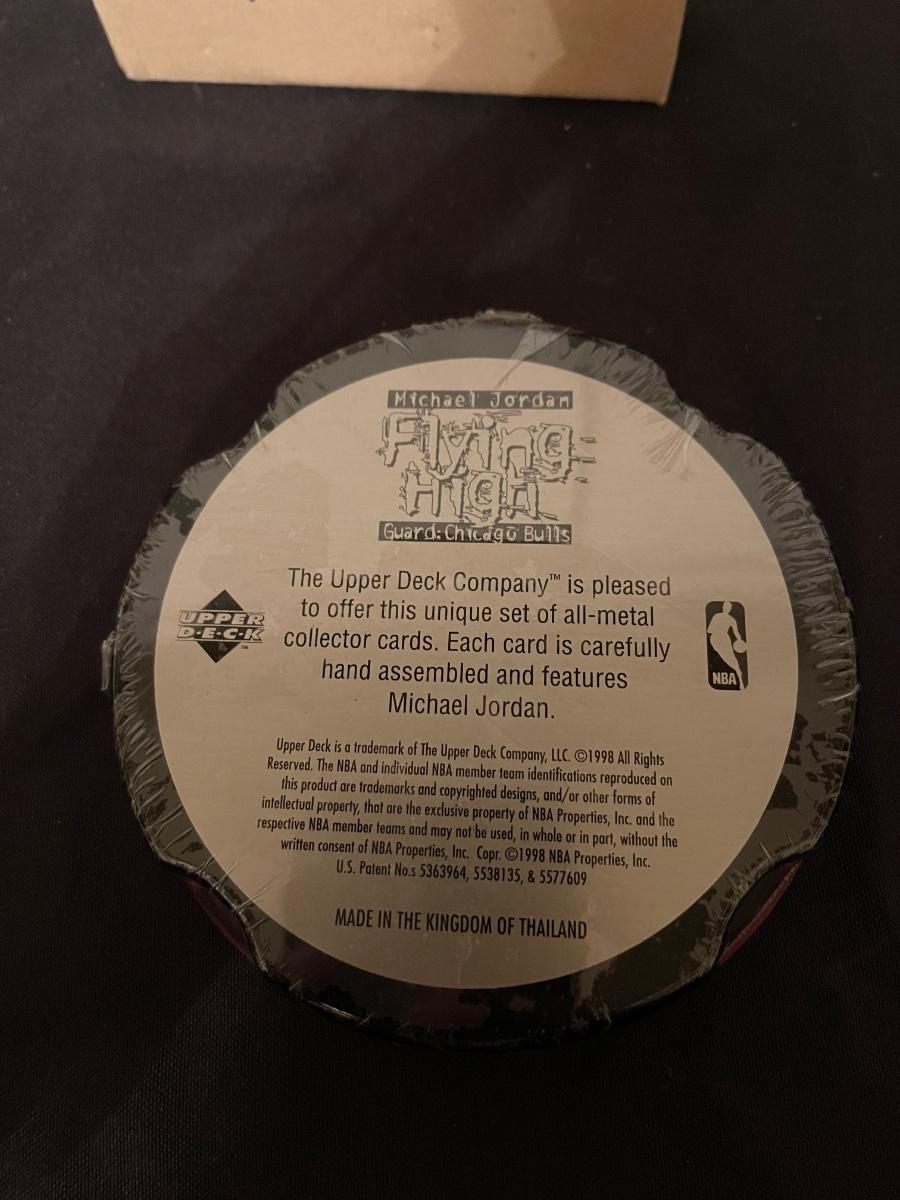 Michael Jordan
Flying
High
Guard: Chicago Bulls
The Upper Deck Company™ is pleased
to offer this unique set of all-metal
collector cards. Each card is carefully
hand assembled and features
Michael Jordan.
UPPER
D·E·C·K
™
NBA
Upper Deck is a trademark of The Upper Deck Company, LLC. ©1998 All Rights
Reserved. The NBA and individual NBA member team identifications reproduced on
this product are trademarks and copyrighted designs, and/or other forms of
intellectual property, that are the exclusive property of NBA Properties, Inc. and the
respective NBA member teams and may not be used, in whole or in part, without the
written consent of NBA Properties, Inc. Copr. ©1998 NBA Properties, Inc.
U.S. Patent No.s 5363964, 5538135, & 5577609
MADE IN THE KINGDOM OF THAILAND